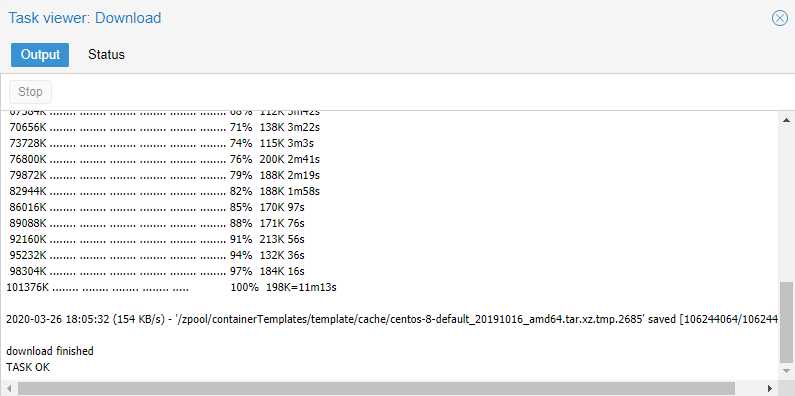 Task viewer: Download
Output Status
Stop
67584K ........ ........ ........ ........ ........ ........ 68% 112K 3m42s
70656K ........ ........ ........ ........ ........ ........ 71% 138K 3m22s
73728K ........ ........ ........ ........ ........ ........ 74% 115K 3m3s
76800K ........ ........ ........ ........ ........ ........ 76% 200K 2m41s
79872K ........ ........ ........ ........ ........ ........ 79% 188K 2m19s
82944K ........ ........ ........ ........ ........ ........ 82% 188K 1m58s
86016K ........ ........ ........ ........ ........ ........ 85% 170K 97s
89088K ........ ........ ........ ........ ........ ........ 88% 171K 76s
92160K ........ ........ ........ ........ ........ ........ 91% 213K 56s
95232K ........ ........ ........ ........ ........ ........ 94% 132K 36s
98304K ........ ........ ........ ........ ........ ........ 97% 184K 16s
101376K ........ ........ ........ ........ ..... 100% 198K=11m13s
2020-03-26 18:05:32 (154 KB/s) - '/zpool/containerTemplates/template/cache/centos-8-default_20191016_amd64.tar.xz.tmp.2685' saved [106244064/106244
download finished
TASK OK